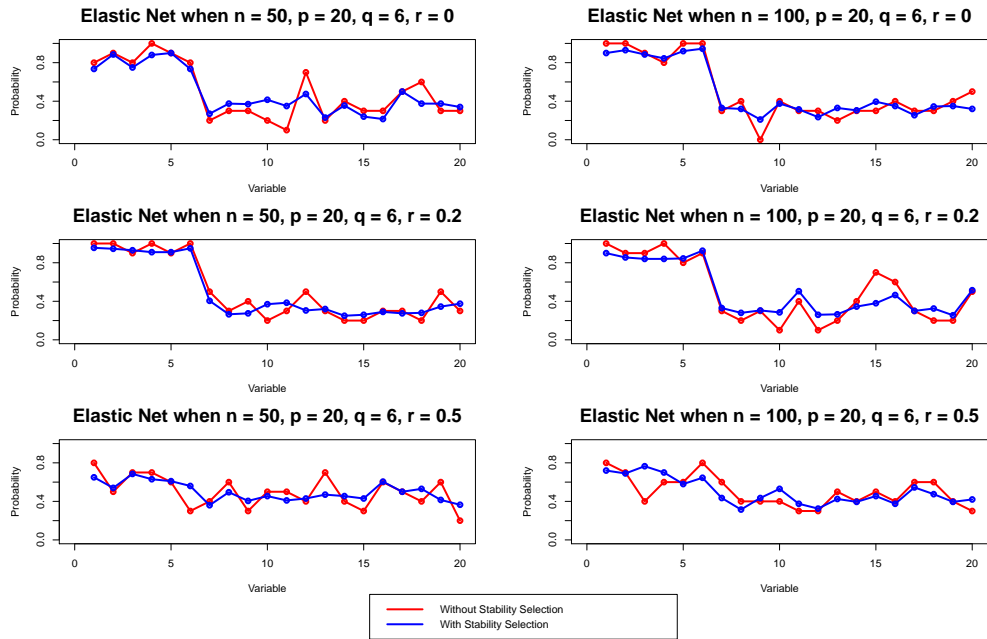 Elastic Net when n = 50, p = 20, q = 6, r = 0
Probability
0.0 0.4 0.8
0 5 10 15 20
Variable
Elastic Net when n = 100, p = 20, q = 6, r = 0
Probability
0.0 0.4 0.8
0 5 10 15 20
Variable
Elastic Net when n = 50, p = 20, q = 6, r = 0.2
Probability
0.0 0.4 0.8
0 5 10 15 20
Variable
Elastic Net when n = 100, p = 20, q = 6, r = 0.2
Probability
0.0 0.4 0.8
0 5 10 15 20
Variable
Elastic Net when n = 50, p = 20, q = 6, r = 0.5
Probability
0.0 0.4 0.8
0 5 10 15 20
Variable
Elastic Net when n = 100, p = 20, q = 6, r = 0.5
Probability
0.0 0.4 0.8
0 5 10 15 20
Variable
Without Stability Selection
With Stability Selection